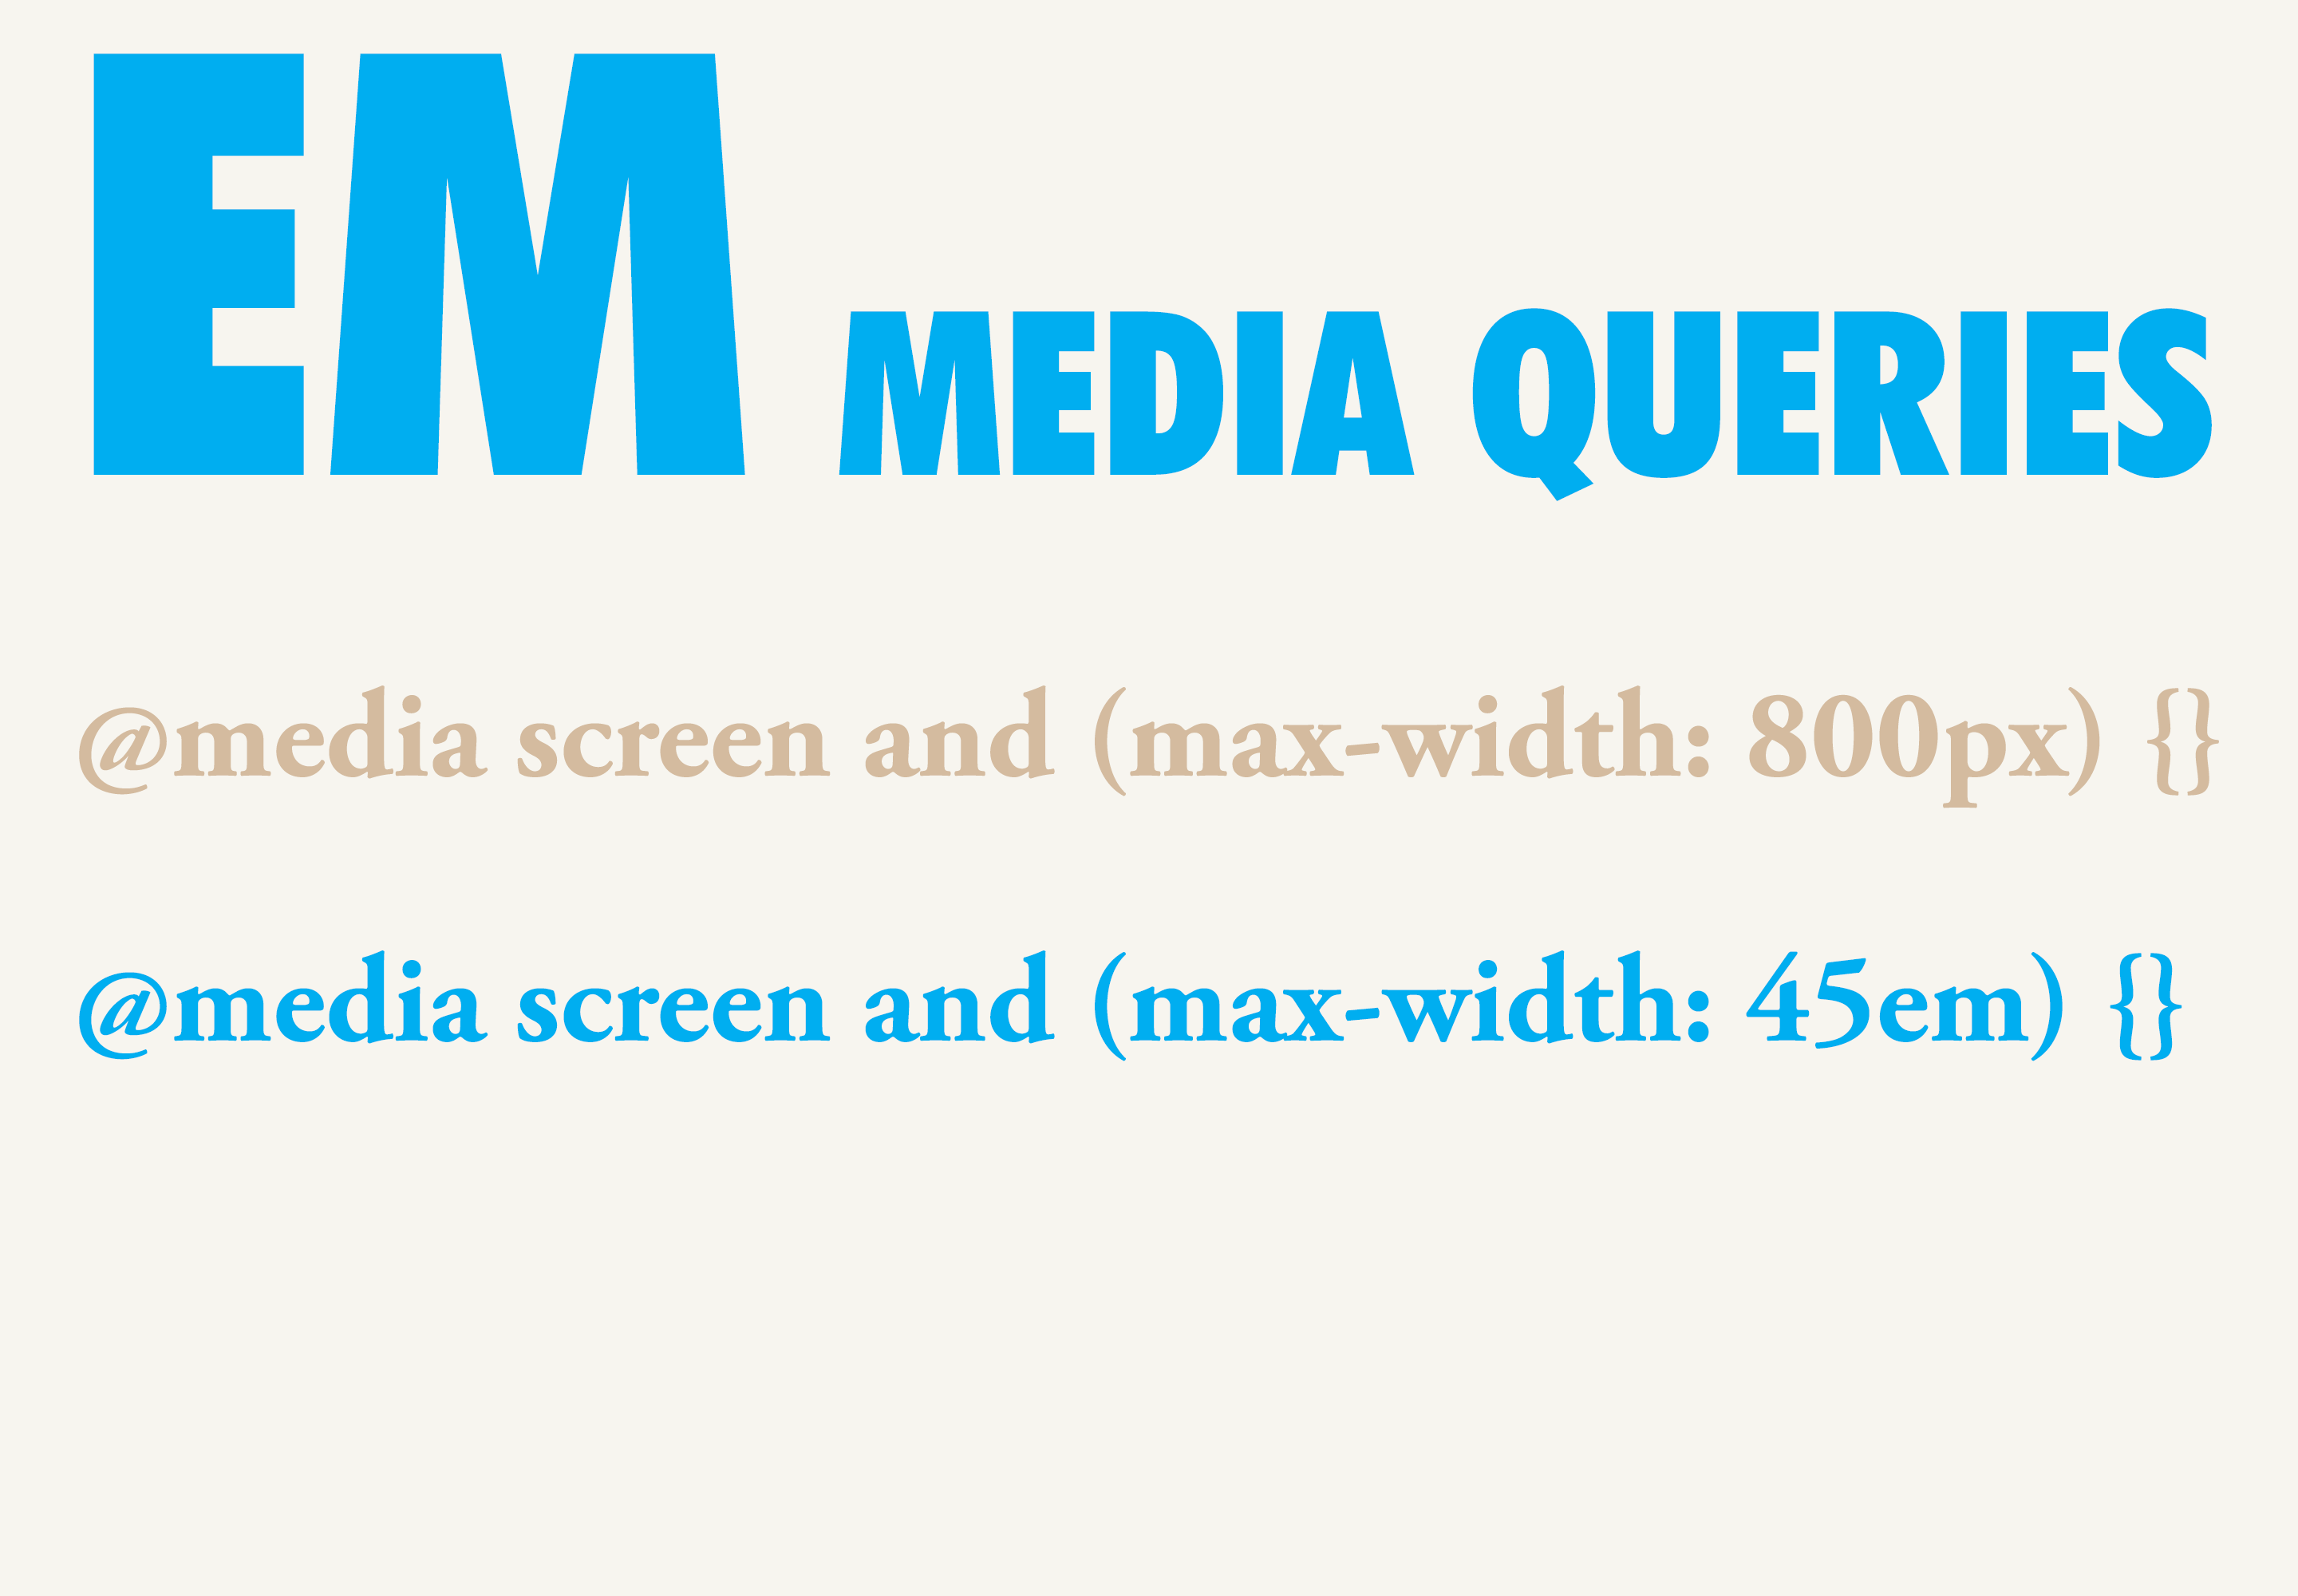 EM MEDIA QUERIES
@media screen and (max-width: 800px) {}
@media screen and (max-width: 45em) {}